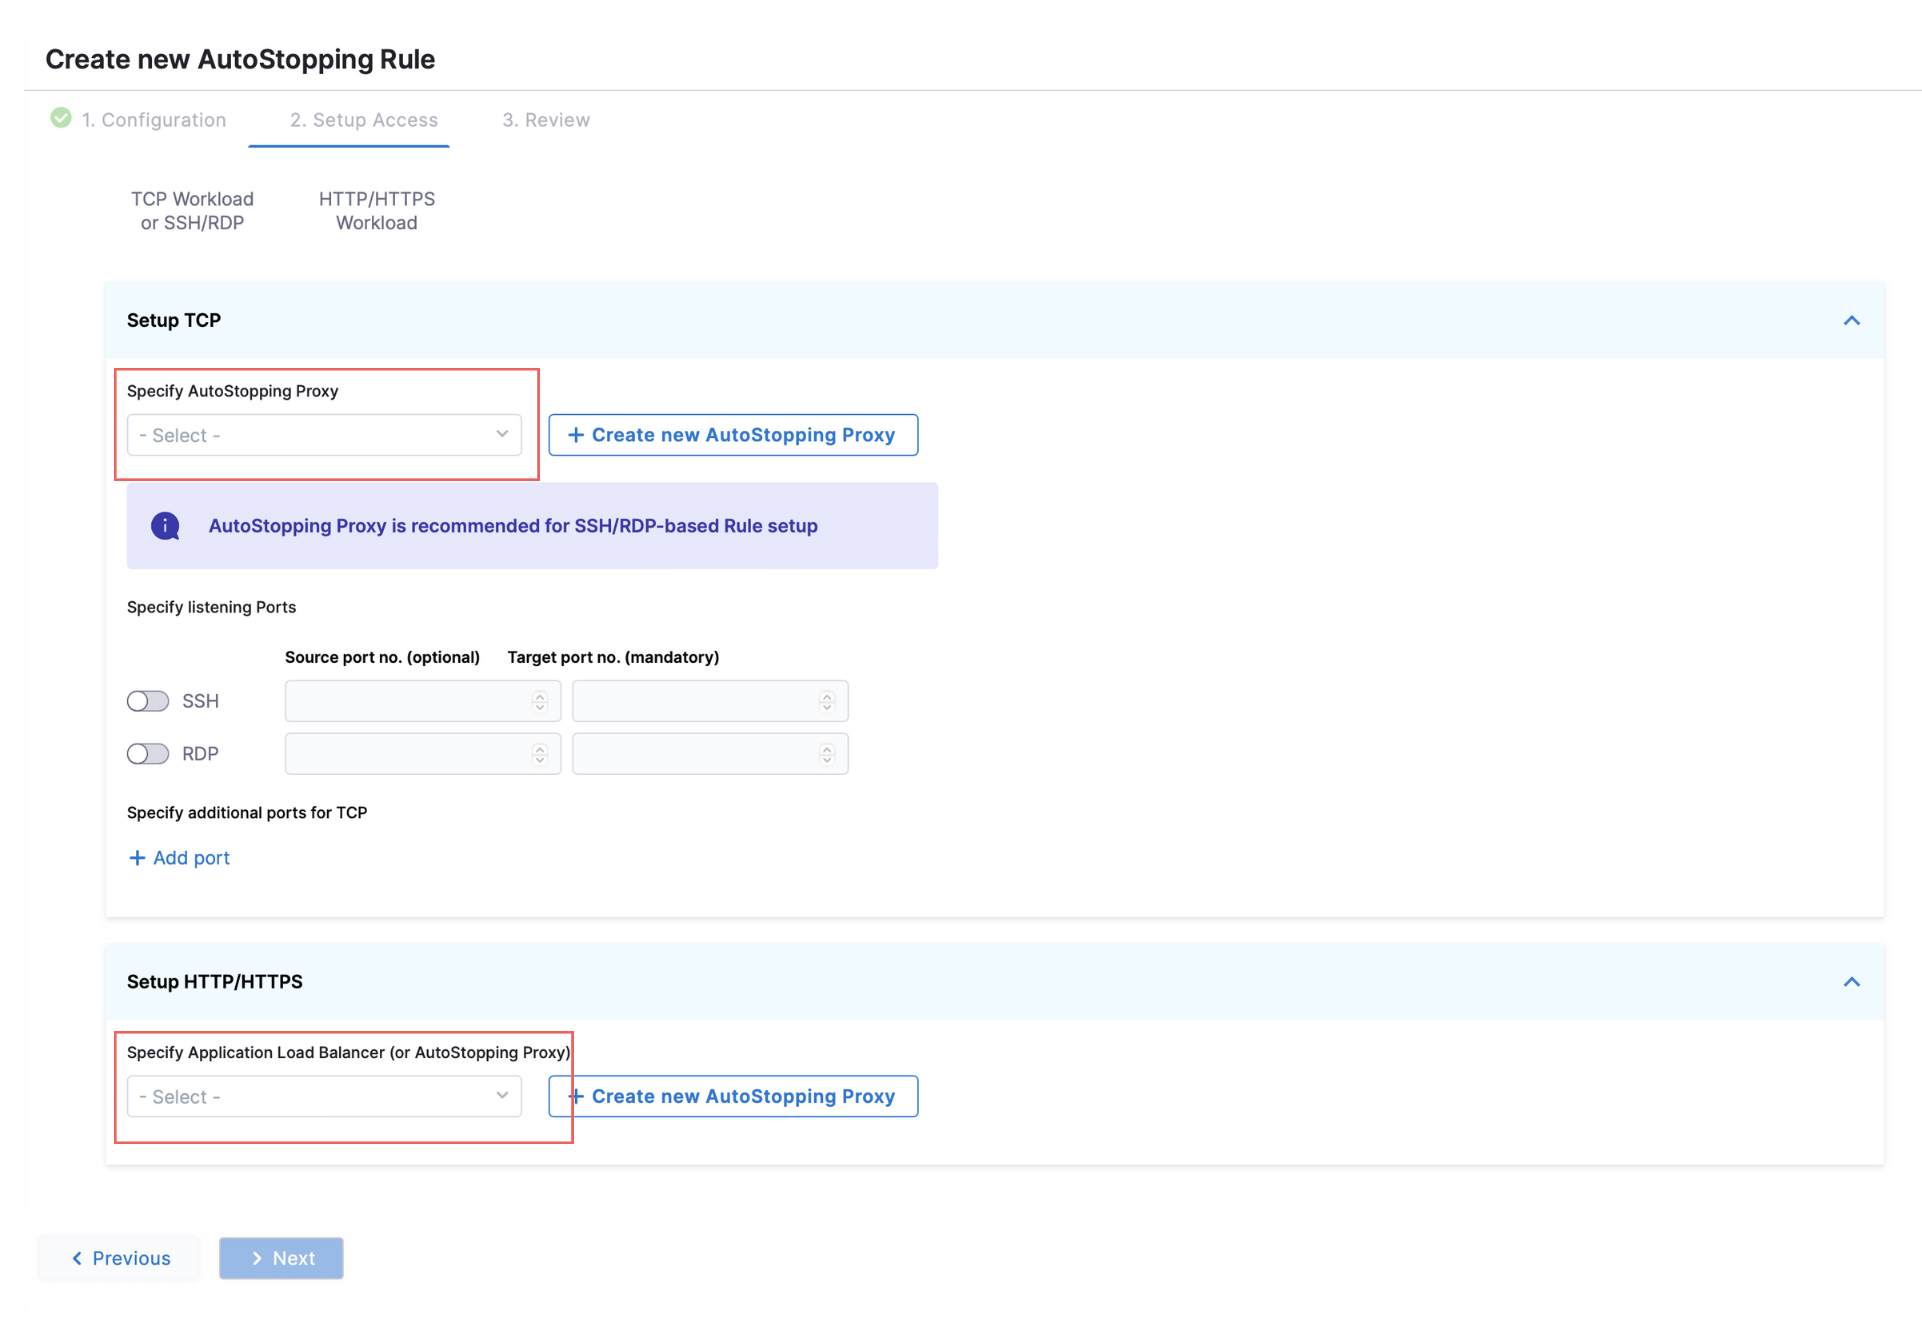 Create new AutoStopping Rule
1. Configuration
2. Setup Access
3. Review
TCP Workload
or SSH/RDP
HTTP/HTTPS
Workload
Setup TCP
Specify AutoStopping Proxy
- Select -
+ Create new AutoStopping Proxy
AutoStopping Proxy is recommended for SSH/RDP-based Rule setup
Specify listening Ports
Source port no. (optional)
Target port no. (mandatory)
SSH
RDP
Specify additional ports for TCP
+ Add port
Setup HTTP/HTTPS
Specify Application Load Balancer (or AutoStopping Proxy)
- Select -
+ Create new AutoStopping Proxy
Previous
Next